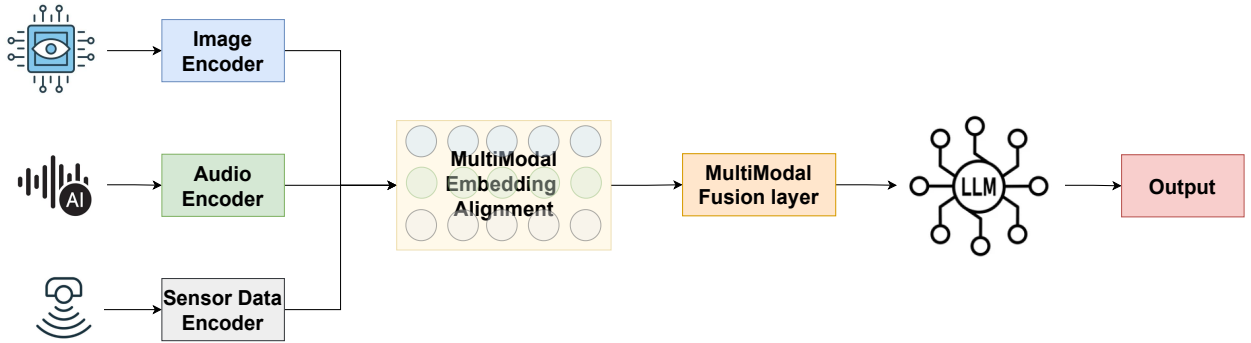 Image
Encoder
AI
Audio
Encoder
Sensor Data
Encoder
MultiModal
Embedding
Alignment
MultiModal
Fusion layer
LLM
Output